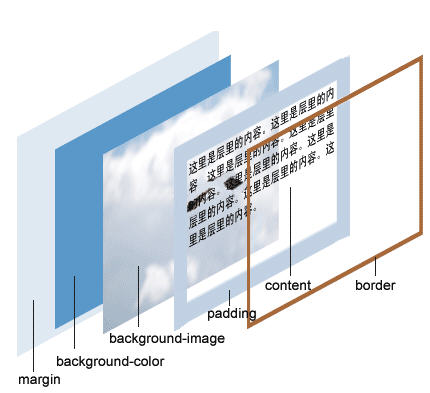 这里是层里的内容。这里是层里的内
容。这里是层里的内容。这里是层里
的内容。这里是层里的内容。这里是
层里的内容。这里是层里的内容。这
里是层里的内容。
content
border
padding
background-image
background-color
margin